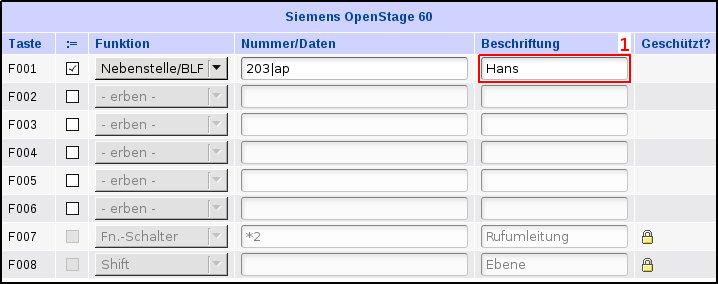 Siemens OpenStage 60
Taste := Funktion Nummer/Daten Beschriftung 1 Geschützt?
F001 Nebenstelle/BLF 203|ap Hans
F002 - erben -
F003 - erben -
F004 - erben -
F005 - erben -
F006 - erben -
F007 Fn.-Schalter *2 Rufumleitung
F008 Shift Ebene